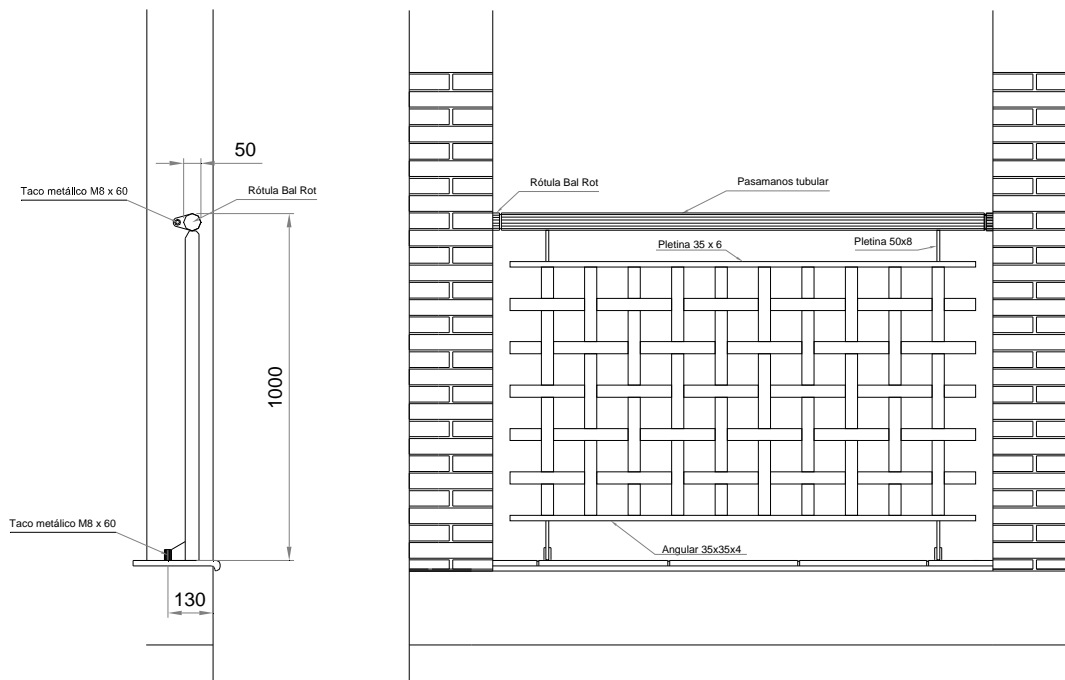 50
Taco metálico M8 x 60
Rótula Bal Rot
1000
Taco metálico M8 x 60
130
Rótula Bal Rot
Pasamanos tubular
Pletina 35 x 6
Pletina 50x8
Angular 35x35x4